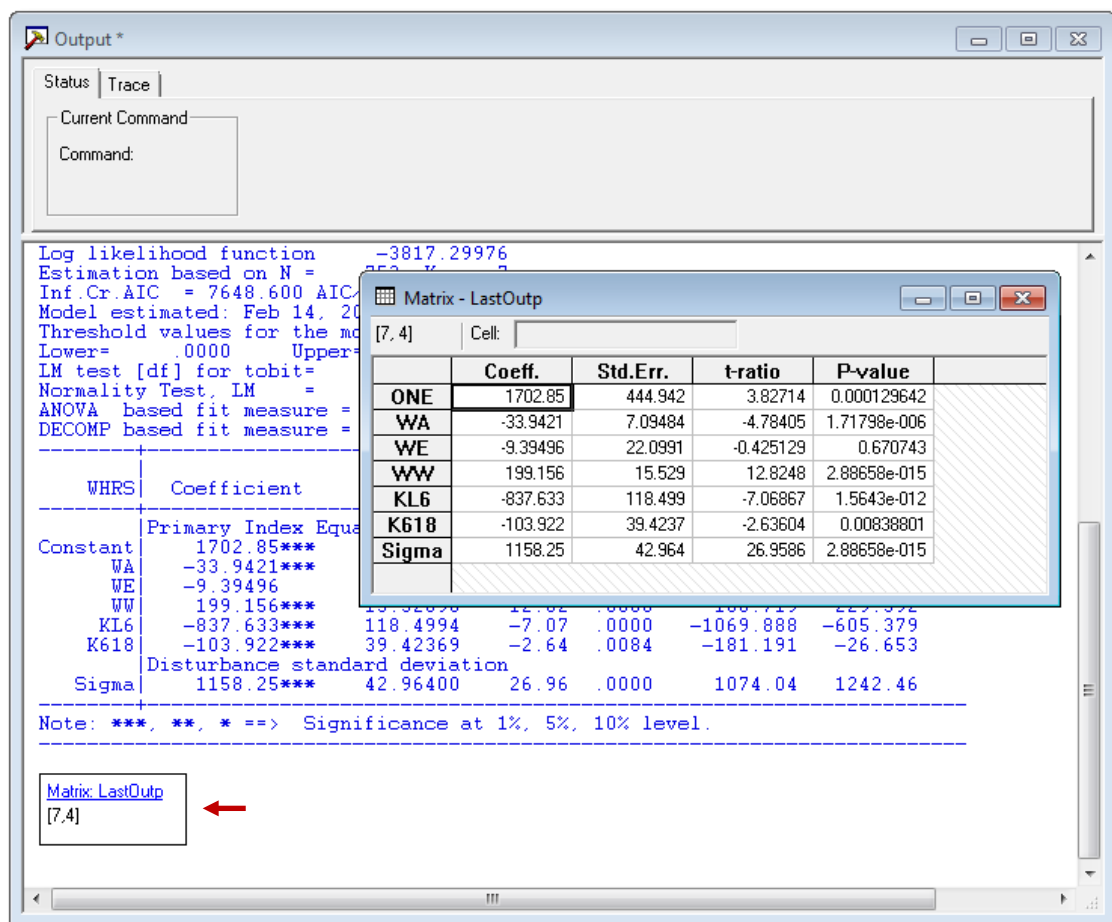 Output *
Status Trace
Current Command
Command:
Log likelihood function -3817.29976
Estimation based on N =
Inf.Cr.AIC = 7648.600 AIC
Model estimated: Feb 14, 20
Threshold values for the mo
Lower= .0000 Upper=
LM test [df] for tobit=
Normality Test, LM =
ANOVA based fit measure =
DECOMP based fit measure =
WHRS| Coefficient
|Primary Index Equa
Constant| 1702.85***
WA| -33.9421***
WE| -9.39496
WW| 199.156*** 12.82 .0000
KL6| -837.633*** 118.4994 -7.07 .0000 -1069.888 -605.379
K618| -103.922*** 39.42369 -2.64 .0084 -181.191 -26.653
|Disturbance standard deviation
Sigma| 1158.25*** 42.96400 26.96 .0000 1074.04 1242.46
Note: ***, **, * ==> Significance at 1%, 5%, 10% level.
Matrix: LastOutp
[7,4]
Matrix - LastOutp
[7, 4] Cell:
Coeff. Std.Err. t-ratio P-value
ONE 1702.85 444.942 3.82714 0.000129642
WA -33.9421 7.09484 -4.78405 1.71798e-006
WE -9.39496 22.0991 -0.425129 0.670743
WW 199.156 15.529 12.8248 2.88658e-015
KL6 -837.633 118.499 -7.06867 1.5643e-012
K618 -103.922 39.4237 -2.63604 0.00838801
Sigma 1158.25 42.964 26.9586 2.88658e-015